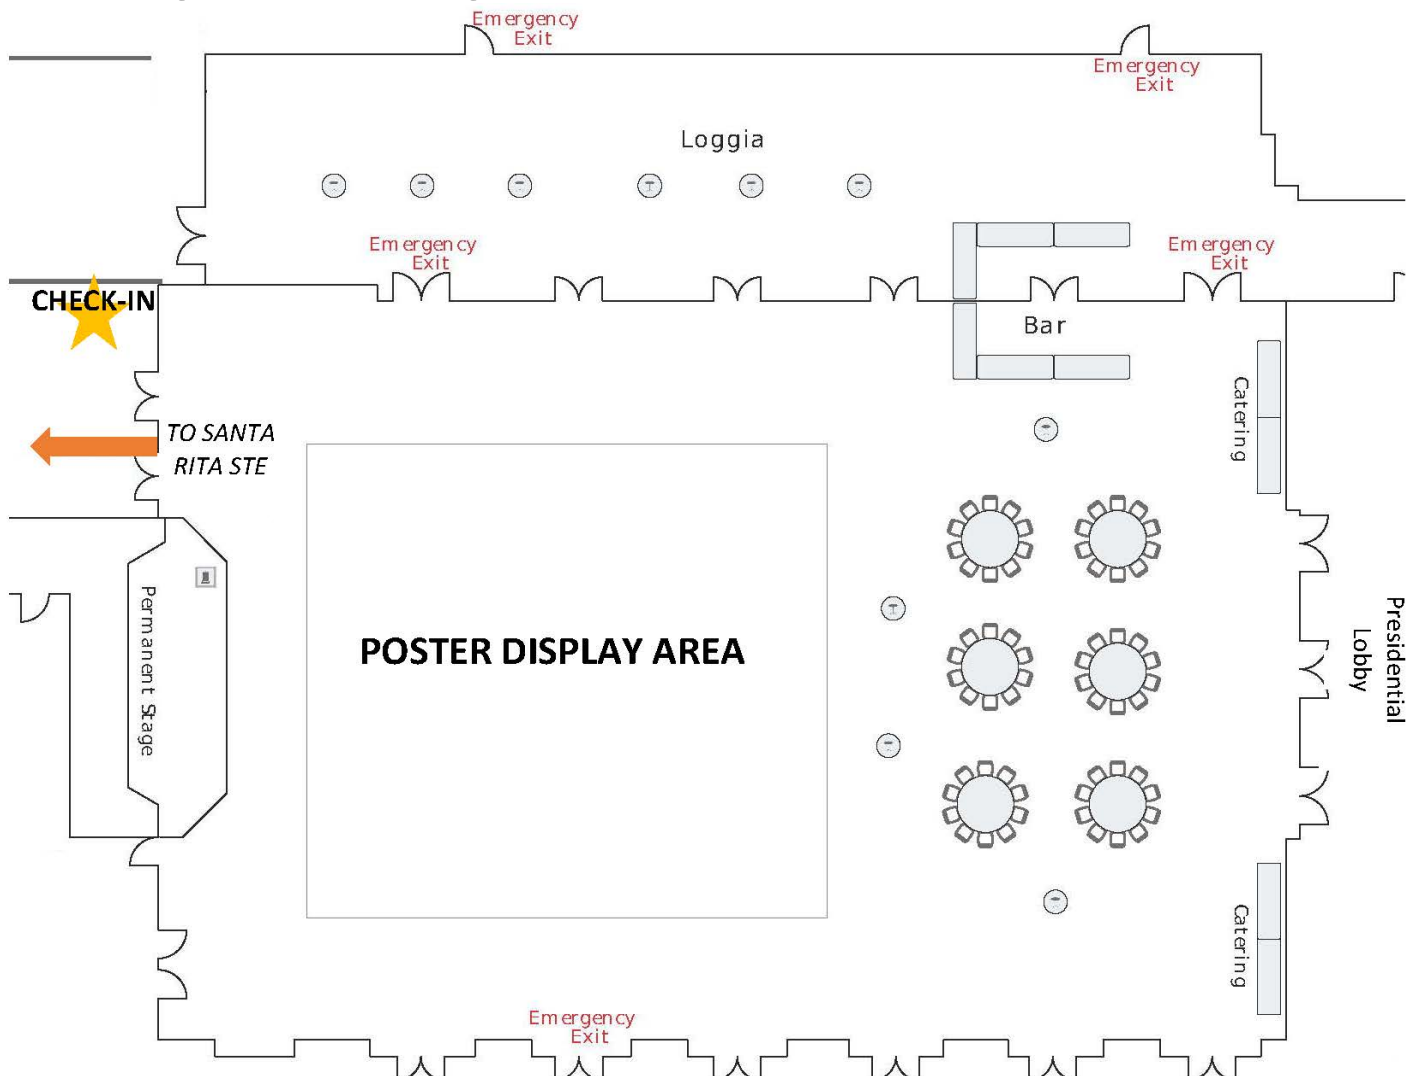 Emergency
Exit
Emergency
Exit
Loggia
Emergency
Exit
Emergency
Exit
CHECK-IN
Bar
Catering
TO SANTA
RITA STE
Permanent Stage
POSTER DISPLAY AREA
Presidential
Lobby
Catering
Emergency
Exit